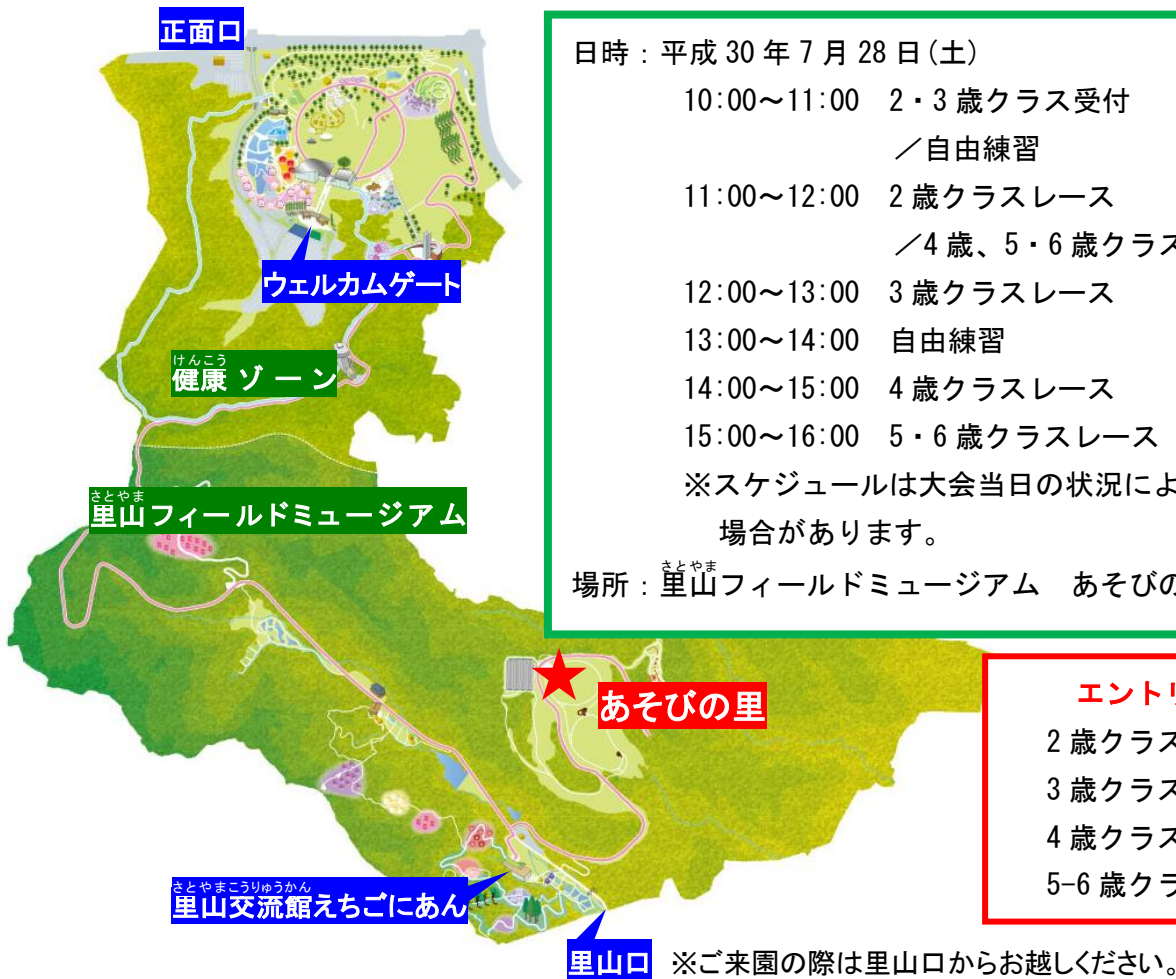 正面口
ウェルカムゲート
けんこう
健康ゾーン
さとやま
里山フィールドミュージアム
あそびの里
さとやまこうりゅうかん
里山交流館えちごにあん
里山口 ※ご来園の際は里山口からお越しください。
日時：平成30年7月28日(土)
10:00～11:00 2・3歳クラス受付
／自由練習
11:00～12:00 2歳クラスレース
／4歳、5・6歳クラス
12:00～13:00 3歳クラスレース
13:00～14:00 自由練習
14:00～15:00 4歳クラスレース
15:00～16:00 5・6歳クラスレース
※スケジュールは大会当日の状況によ
場合があります。
さとやま
場所：里山フィールドミュージアム あそびの
エントリ
2歳クラス
3歳クラス
4歳クラス
5-6歳クラ